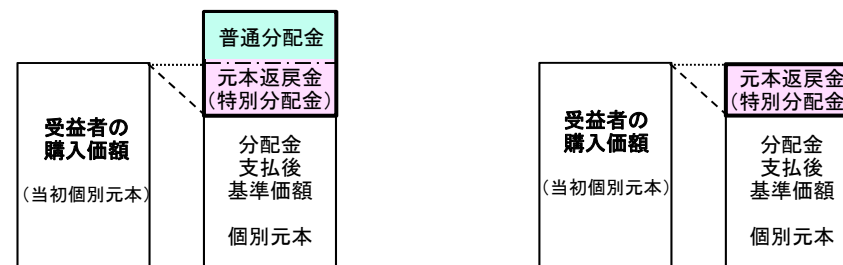 普通分配金
元本返戻金
(特別分配金)
受益者の
購入価額
(当初個別元本)
分配金
支払後
基準価額
個別元本
元本返戻金
(特別分配金
受益者の
購入価額
(当初個別元本)
分配金
支払後
基準価額
個別元本